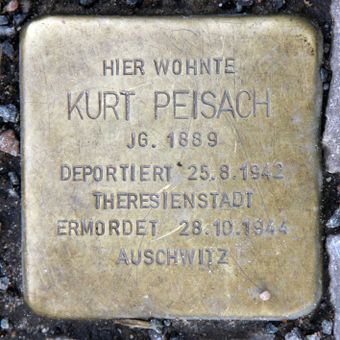 HIER WOHNTE
KURT PEISACH
JG. 1889
DEPORTIERT 25.8.1942
THERESIENSTADT
ERMORDET 28.10.1944
AUSCHWITZ